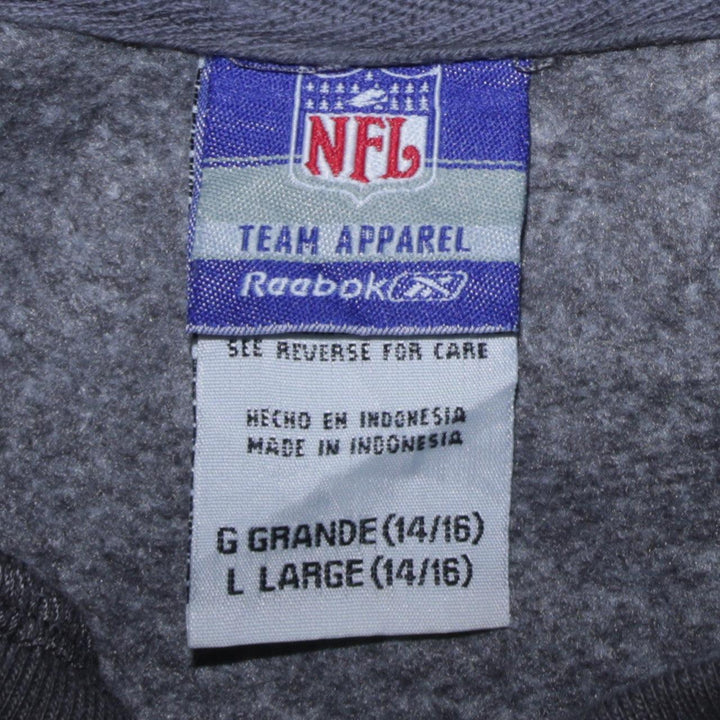 NFL
TEAM APPAREL
Reebok
SEE REVERSE FOR CARE
HECHO EN INDONESIA
MADE IN INDONESIA
G GRANDE (14/16)
L LARGE (14/16)